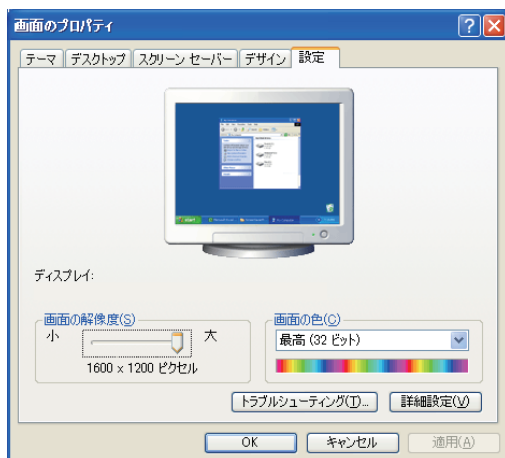 画面のプロパティ
テーマ デスクトップ スクリーン セーバー デザイン 設定
ディスプレイ:
画面の解像度(S)
小 大
1600 x 1200 ピクセル
画面の色(C)
最高 (32 ビット)
トラブルシューティング(T)... 詳細設定(V)
OK キャンセル 適用(A)